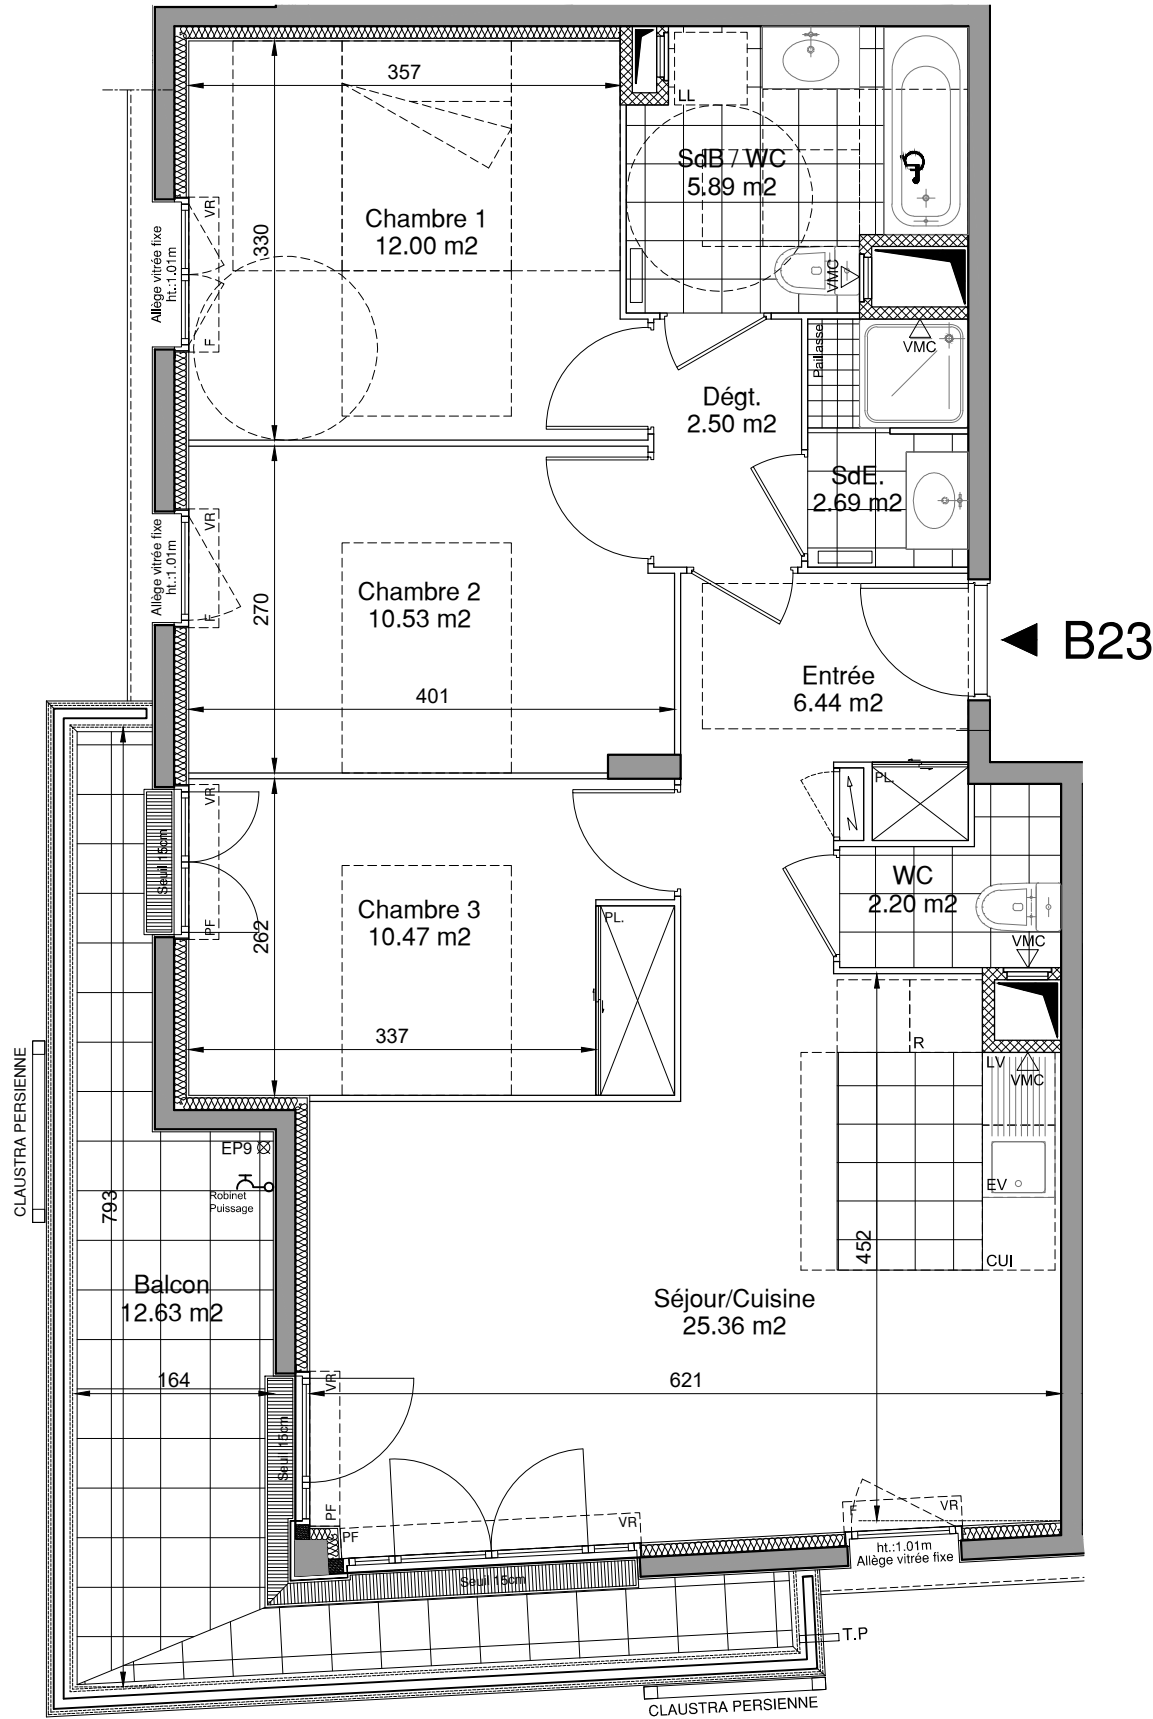 357
LL
SdB / WC
5.89 m2
Chambre 1
12.00 m2
330
VR
F
Allège vitrée fixe
ht.:1.01m
VMC
VMC
Paillasse
Dégt.
2.50 m2
SdE.
2.69 m2
VR
F
Allège vitrée fixe
ht.:1.01m
Chambre 2
10.53 m2
270
401
B23
Entrée
6.44 m2
PL.
VR
PF
Seuil 15cm
Chambre 3
10.47 m2
262
PL.
337
WC
2.20 m2
VMC
R
LV
VMC
EV
CUI
452
CLAUSTRA PERSIENNE
EP9
Robinet
Puissage
793
Balcon
12.63 m2
164
Séjour/Cuisine
25.36 m2
621
VR
PF
Seuil 15cm
PF
VR
F
VR
ht.:1.01m
Allège vitrée fixe
Seuil 15cm
T.P
CLAUSTRA PERSIENNE